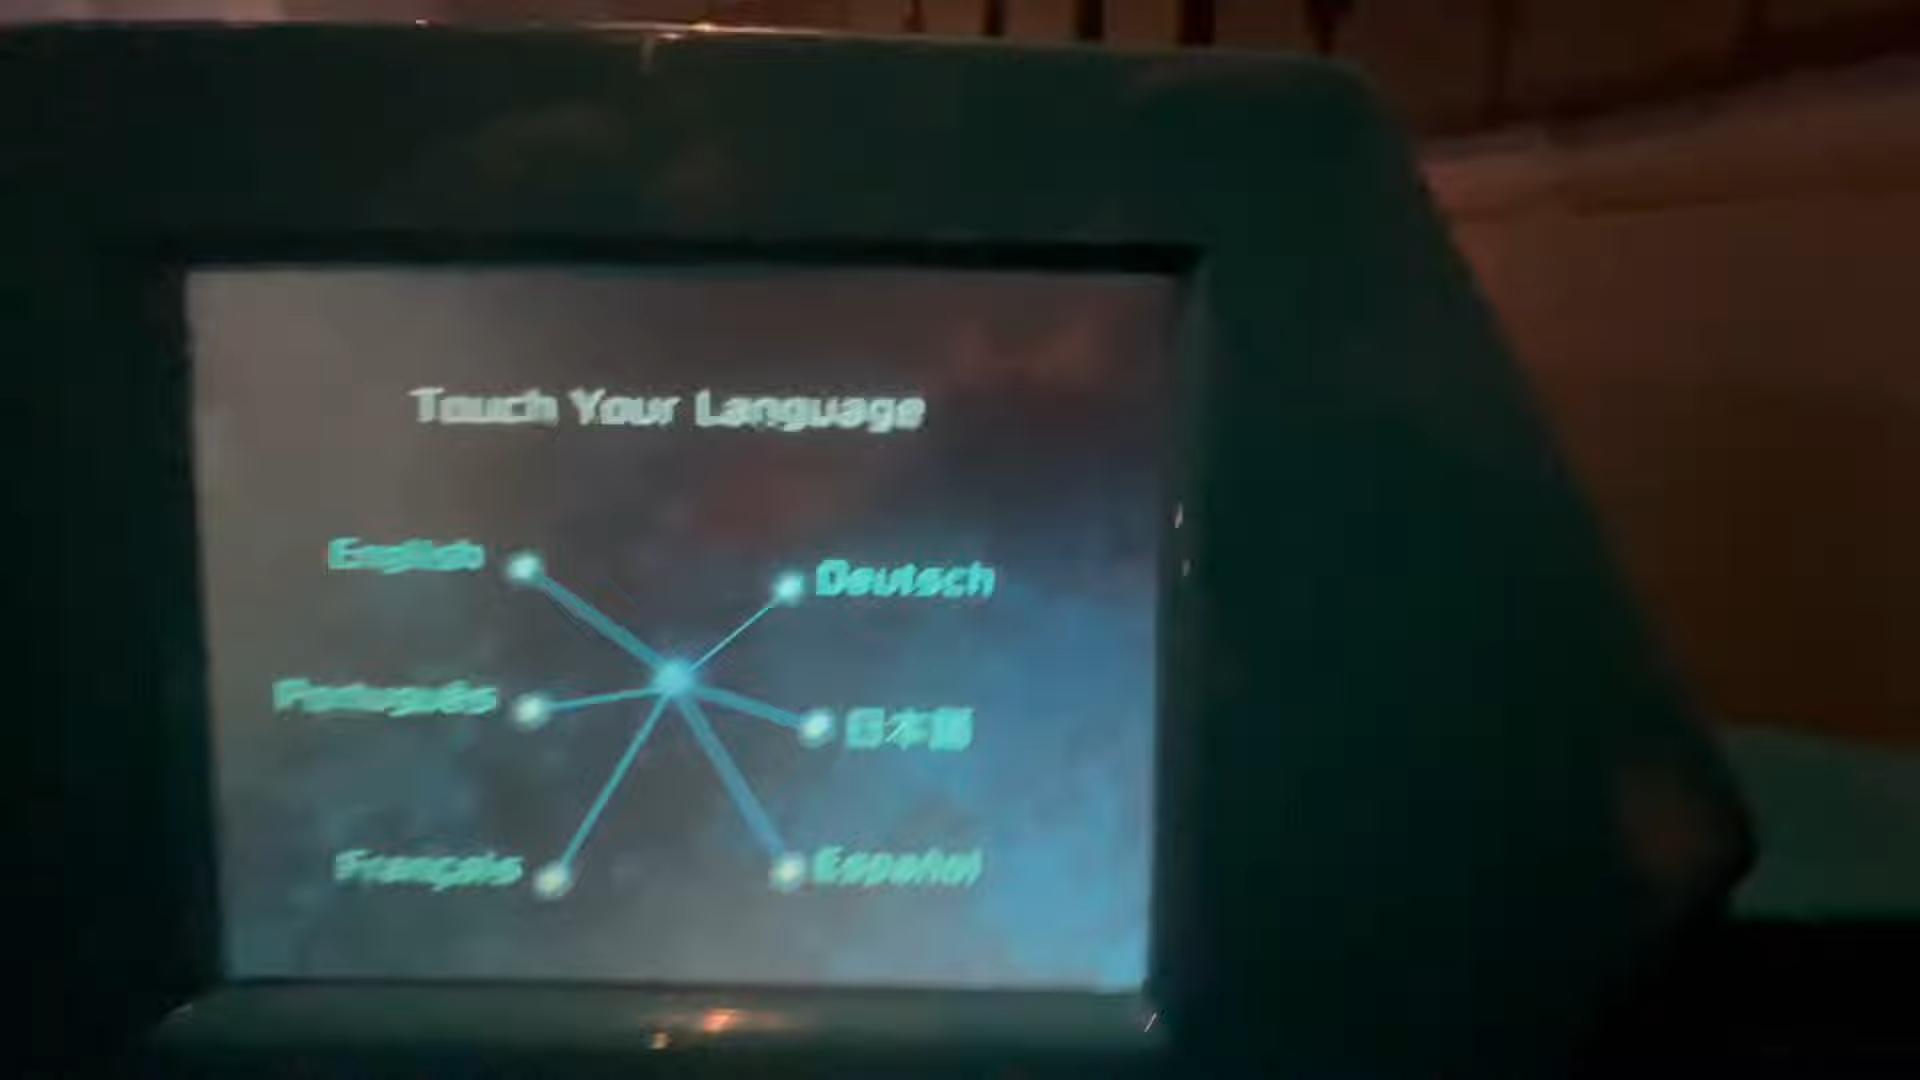 Touch Your Language
English
Deutsch
Português
日本語
Français
Español